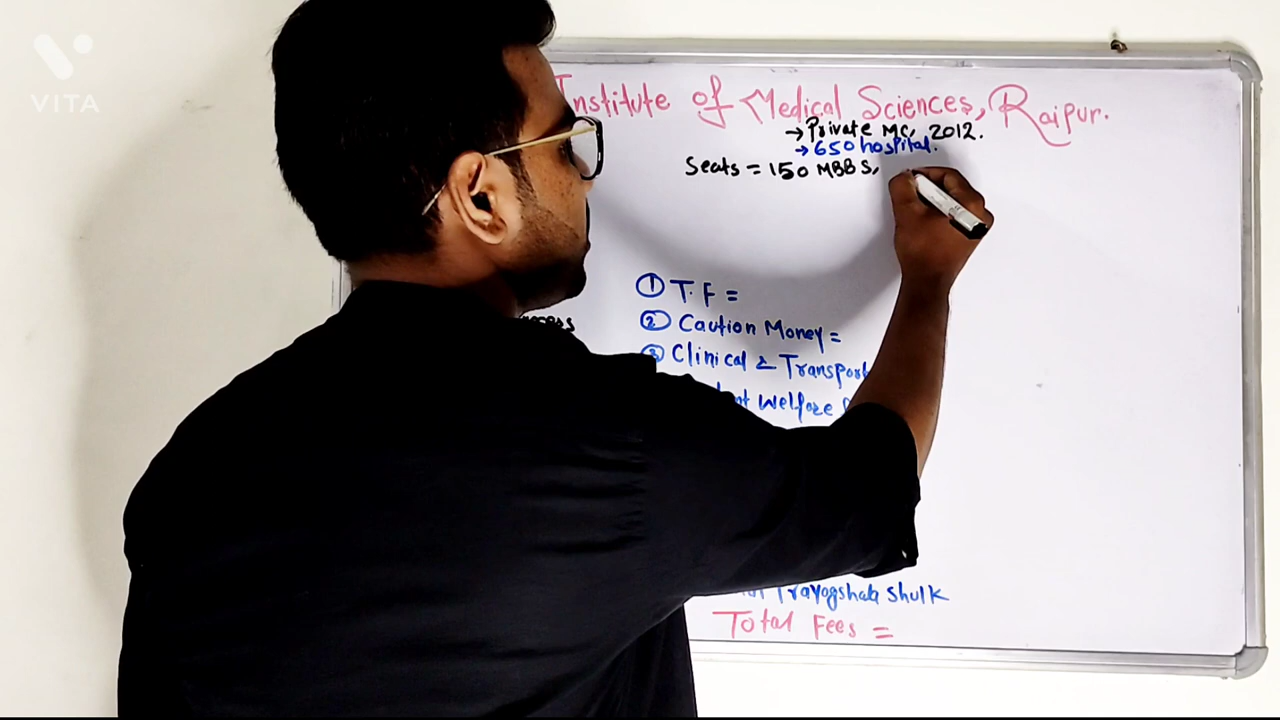 VITA
Institute of Medical Sciences, Raipur.
→ Private MC, 2012.
→ 650 hospital.
Seats = 150 MBBS,
① T.F =
② Caution Money =
③ Clinical & Transport
Welfare
Prayogshala Shulk
Total Fees =